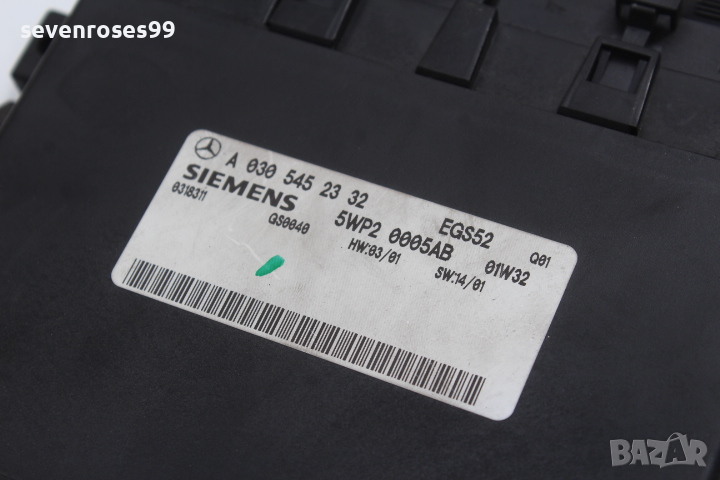 sevenroses99
A 030 545 23 32
SIEMENS
0318311
GS0040
5WP2 0005AB
HW:03/01
EGS52
Q01
01W32
SW:14/01
BAZAR